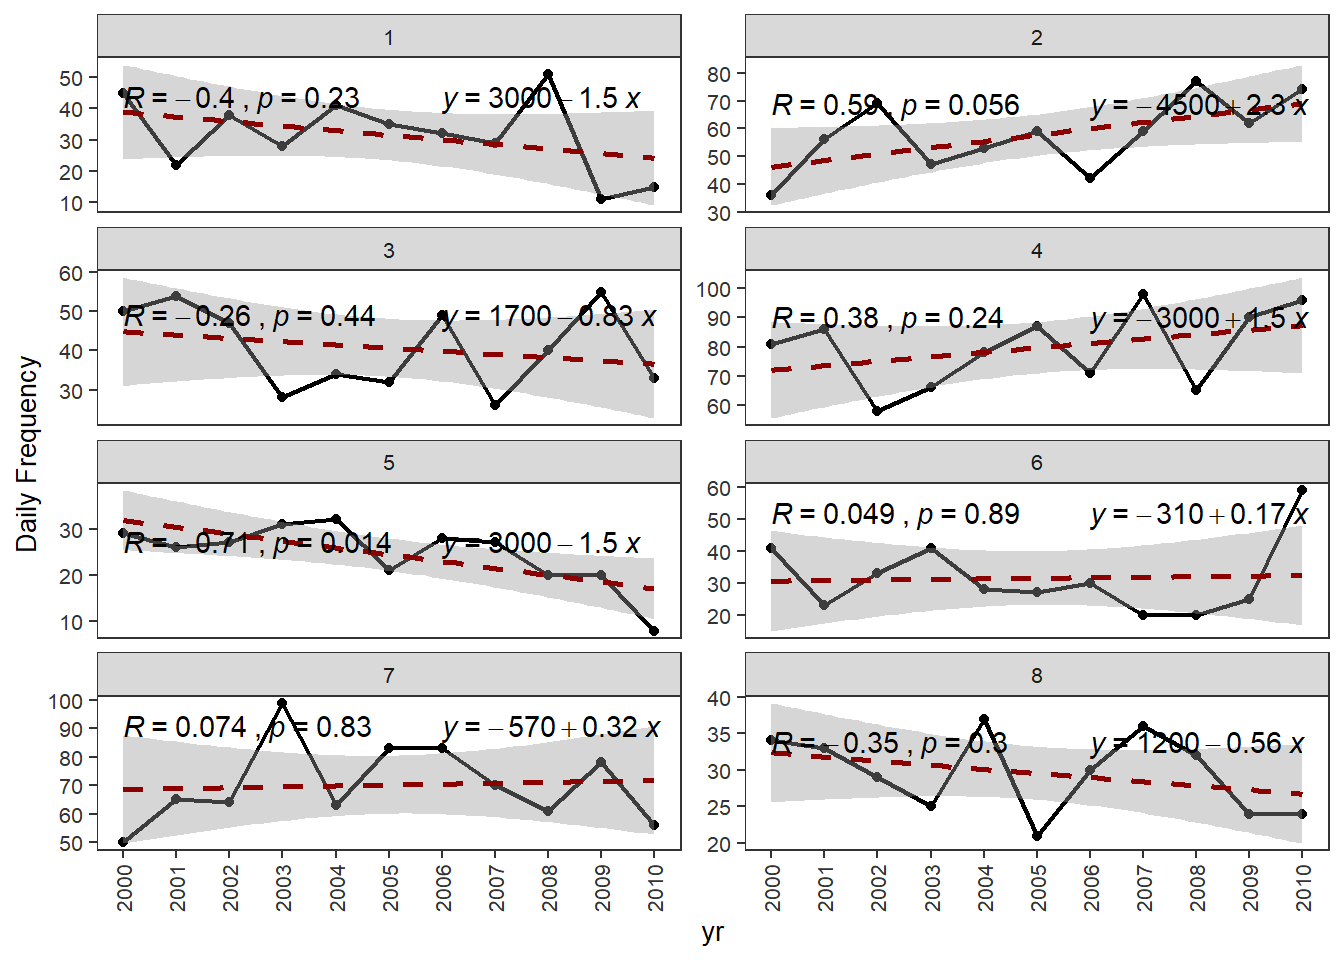 1
50
40
30
20
10
R = −0.4 , p = 0.23
y = 3000 − 1.5 x
2
80
70
60
50
40
30
R = 0.59 , p = 0.056
y = −4500 + 2.3 x
3
60
50
40
30
R = −0.26 , p = 0.44
y = 1700 − 0.83 x
4
100
90
80
70
60
R = 0.38 , p = 0.24
y = −3000 + 1.5 x
Daily Frequency
5
30
20
10
R = −0.71 , p = 0.014
y = 3000 − 1.5 x
6
60
50
40
30
20
R = 0.049 , p = 0.89
y = −310 + 0.17 x
7
100
90
80
70
60
50
R = 0.074 , p = 0.83
y = −570 + 0.32 x
8
40
35
30
25
20
R = −0.35 , p = 0.3
y = 1200 − 0.56 x
2000 2001 2002 2003 2004 2005 2006 2007 2008 2009 2010
2000 2001 2002 2003 2004 2005 2006 2007 2008 2009 2010
yr